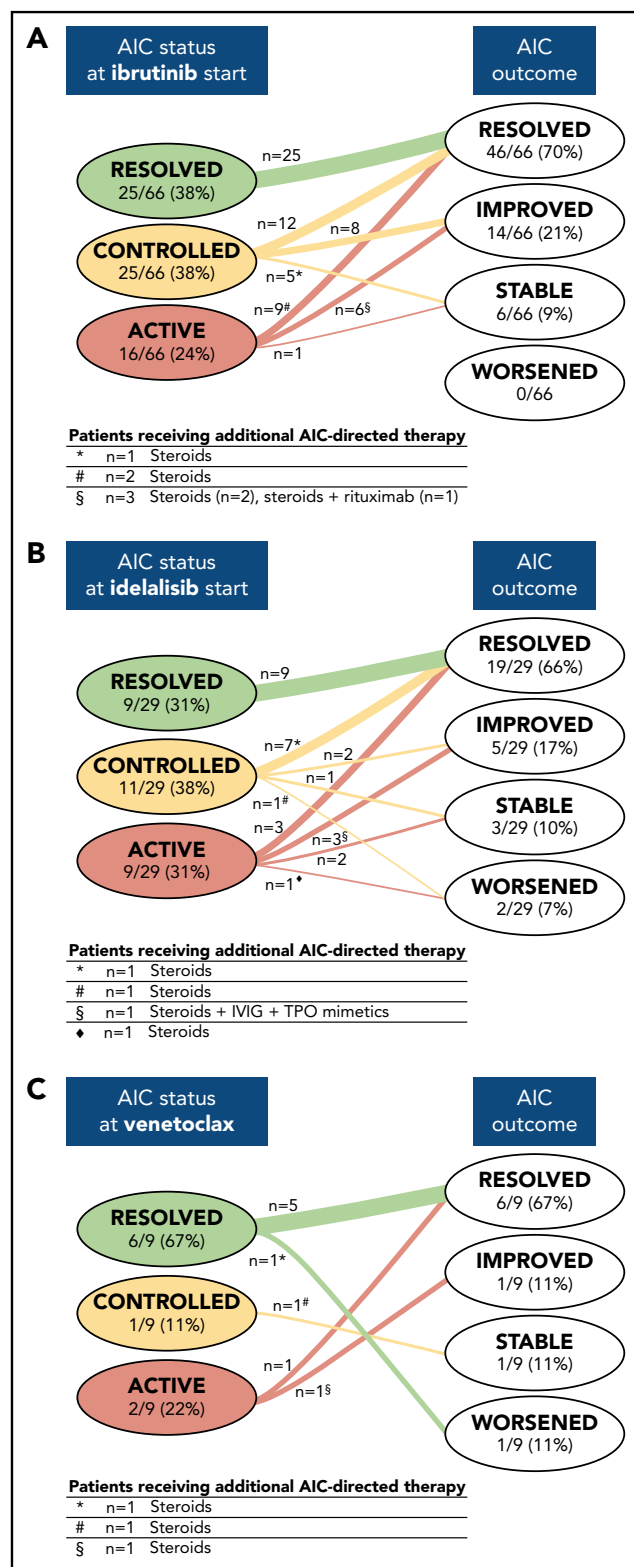 A
AIC status
at ibrutinib start
AIC
outcome
RESOLVED
25/66 (38%)
CONTROLLED
25/66 (38%)
ACTIVE
16/66 (24%)
n=25
n=12
n=8
n=5*
n=9#
n=6§
n=1
RESOLVED
46/66 (70%)
IMPROVED
14/66 (21%)
STABLE
6/66 (9%)
WORSENED
0/66
Patients receiving additional AIC-directed therapy
* n=1 Steroids
# n=2 Steroids
§ n=3 Steroids (n=2), steroids + rituximab (n=1)
B
AIC status
at idelalisib start
AIC
outcome
RESOLVED
9/29 (31%)
CONTROLLED
11/29 (38%)
ACTIVE
9/29 (31%)
n=9
n=7*
n=2
n=1
n=1#
n=3
n=3§
n=2
n=1♦
RESOLVED
19/29 (66%)
IMPROVED
5/29 (17%)
STABLE
3/29 (10%)
WORSENED
2/29 (7%)
Patients receiving additional AIC-directed therapy
* n=1 Steroids
# n=1 Steroids
§ n=1 Steroids + IVIG + TPO mimetics
♦ n=1 Steroids
C
AIC status
at venetoclax
AIC
outcome
RESOLVED
6/9 (67%)
CONTROLLED
1/9 (11%)
ACTIVE
2/9 (22%)
n=5
n=1*
n=1#
n=1
n=1§
RESOLVED
6/9 (67%)
IMPROVED
1/9 (11%)
STABLE
1/9 (11%)
WORSENED
1/9 (11%)
Patients receiving additional AIC-directed therapy
* n=1 Steroids
# n=1 Steroids
§ n=1 Steroids